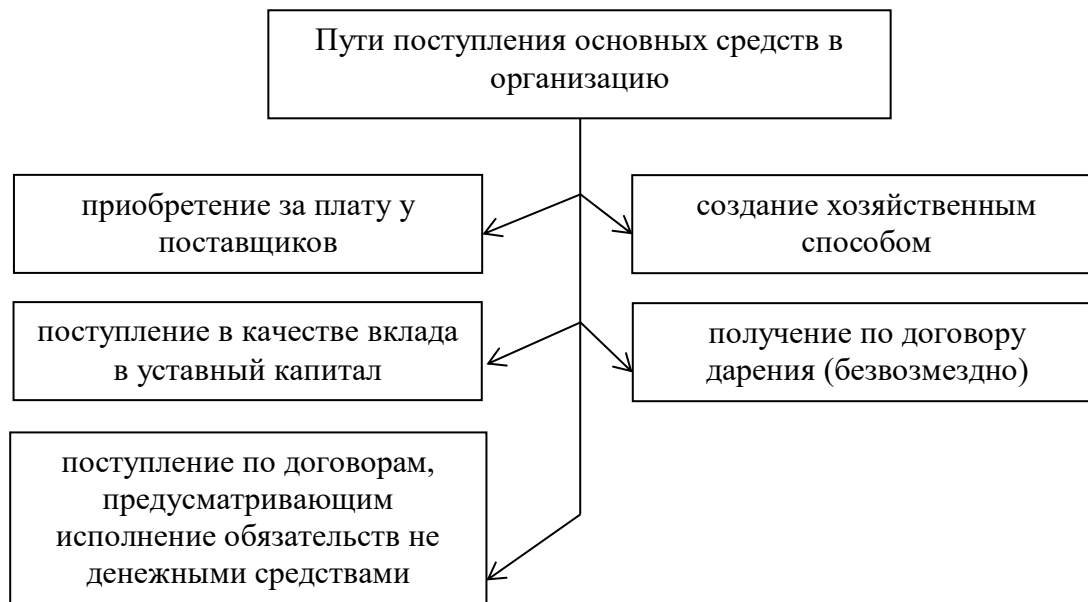 Пути поступления основных средств в
организацию
приобретение за плату у
поставщиков
создание хозяйственным
способом
поступление в качестве вклада
в уставный капитал
получение по договору
дарения (безвозмездно)
поступление по договорам,
предусматривающим
исполнение обязательств не
денежными средствами